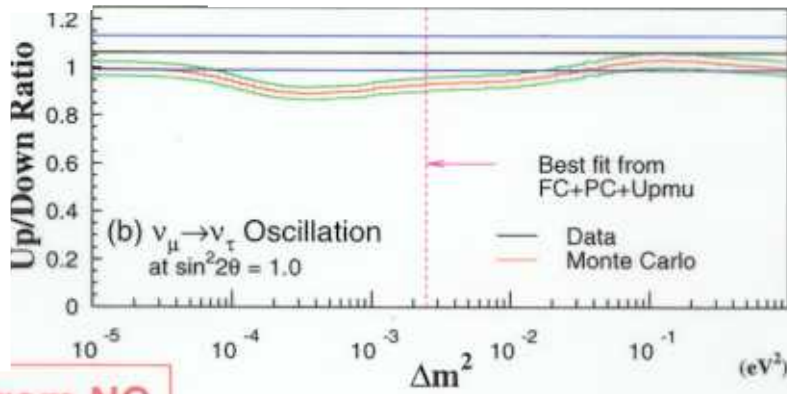 1.2
1
0.8
0.6
0.4
0.2
0
Up/Down Ratio
Best fit from
FC+PC+Upmu
(b) νμ→ντ Oscillation
at sin²2θ = 1.0
Data
Monte Carlo
10⁻⁵ 10⁻⁴ 10⁻³ 10⁻² 10⁻¹
Δm² (eV²)